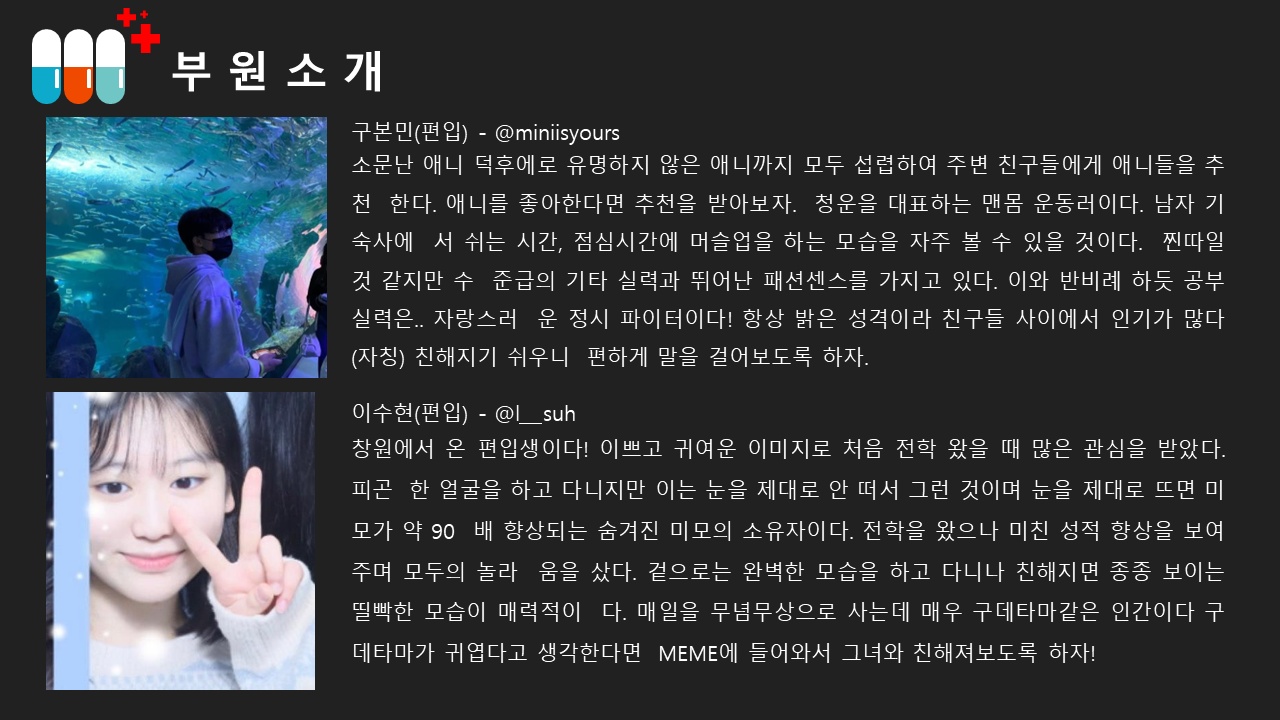 부원소개
구본민(편입) - @miniisyours
소문난 애니 덕후에로 유명하지 않은 애니까지 모두 섭렵하여 주변 친구들에게 애니들을 추
천 한다. 애니를 좋아한다면 추천을 받아보자. 청운을 대표하는 맨몸 운동러이다. 남자 기
숙사에 서 쉬는 시간, 점심시간에 머슬업을 하는 모습을 자주 볼 수 있을 것이다. 찐따일
것 같지만 수 준급의 기타 실력과 뛰어난 패션센스를 가지고 있다. 이와 반비례 하듯 공부
실력은.. 자랑스러 운 정시 파이터이다! 항상 밝은 성격이라 친구들 사이에서 인기가 많다
(자칭) 친해지기 쉬우니 편하게 말을 걸어보도록 하자.
이수현(편입) - @l__suh
창원에서 온 편입생이다! 이쁘고 귀여운 이미지로 처음 전학 왔을 때 많은 관심을 받았다.
피곤 한 얼굴을 하고 다니지만 이는 눈을 제대로 안 떠서 그런 것이며 눈을 제대로 뜨면 미
모가 약 90 배 향상되는 숨겨진 미모의 소유자이다. 전학을 왔으나 미친 성적 향상을 보여
주며 모두의 놀라 움을 샀다. 겉으로는 완벽한 모습을 하고 다니나 친해지면 종종 보이는
띨빡한 모습이 매력적이 다. 매일을 무념무상으로 사는데 매우 구데타마같은 인간이다 구
데타마가 귀엽다고 생각한다면 MEME에 들어와서 그녀와 친해져보도록 하자!